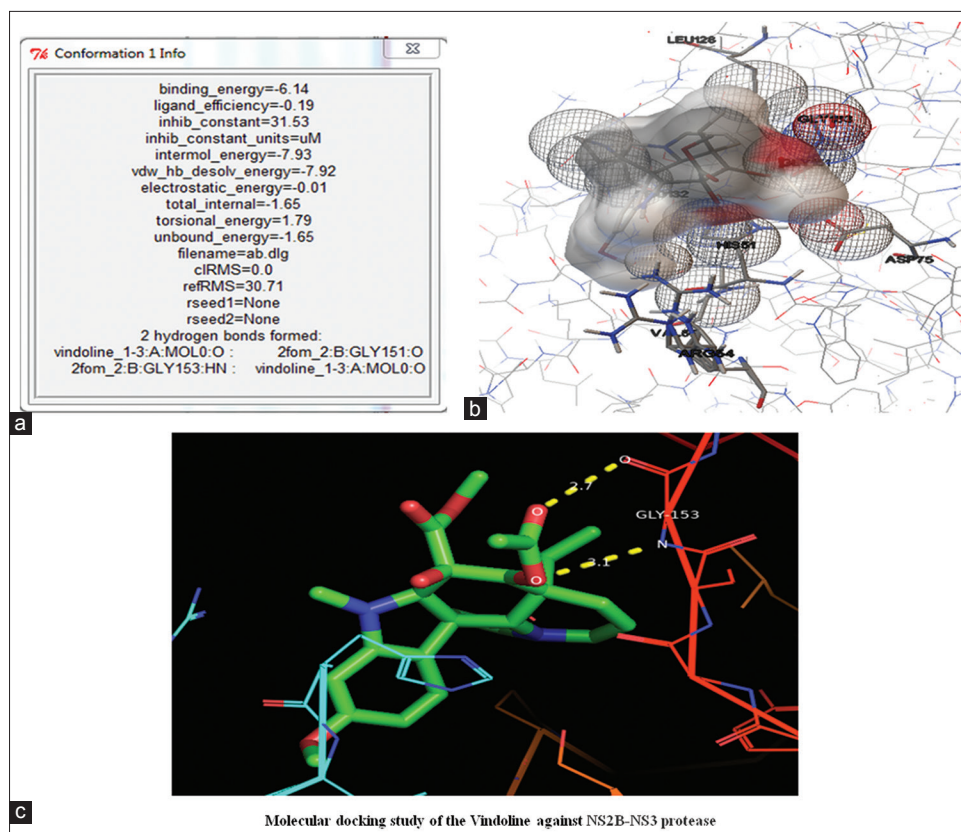 Conformation 1 Info
binding_energy=-6.14
ligand_efficiency=-0.19
inhib_constant=31.53
inhib_constant_units=uM
intermol_energy=-7.93
vdw_hb_desolv_energy=-7.92
electrostatic_energy=-0.01
total_internal=-1.65
torsional_energy=1.79
unbound_energy=-1.65
filename=ab.dlg
clRMS=0.0
refRMS=30.71
rseed1=None
rseed2=None
2 hydrogen bonds formed:
vindoline_1-3:A:MOL0:O : 2fom_2:B:GLY151:O
2fom_2:B:GLY153:HN : vindoline_1-3:A:MOL0:O
a
LEU128
GLY153
HIS51
ASP75
ARG54
b
O
2.7
O
GLY-153
N
3.1
O
c
Molecular docking study of the Vindoline against NS2B-NS3 protease